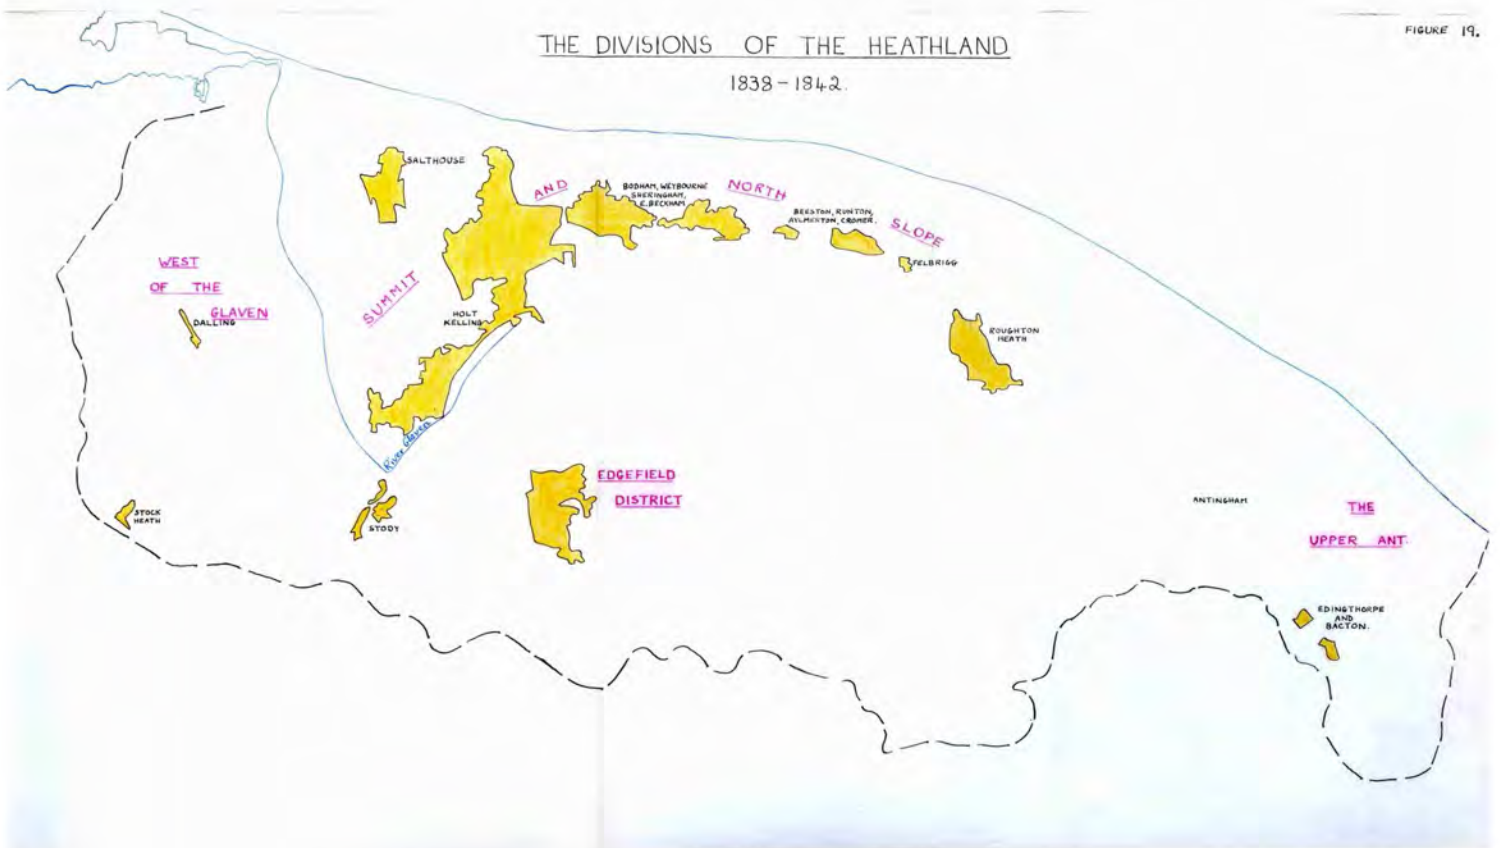 FIGURE 19.
THE DIVISIONS OF THE HEATHLAND
1838-1842.
SALTHOUSE
AND
BODHAM, WEYBOURNE
SHERINGHAM,
E. BECKHAM
NORTH
BEESTON, RUNTON,
AYLMERTON, CROMER.
SLOPE
FELBRIGG
WEST
OF THE
GLAVEN
DALLING
SUMMIT
HOLT
KELLING
ROUGHTON
HEATH
River Glaven
EDGEFIELD
DISTRICT
STOCK
HEATH
STODY
ANTINGHAM
THE
UPPER ANT.
EDINGTHORPE
AND
BACTON.